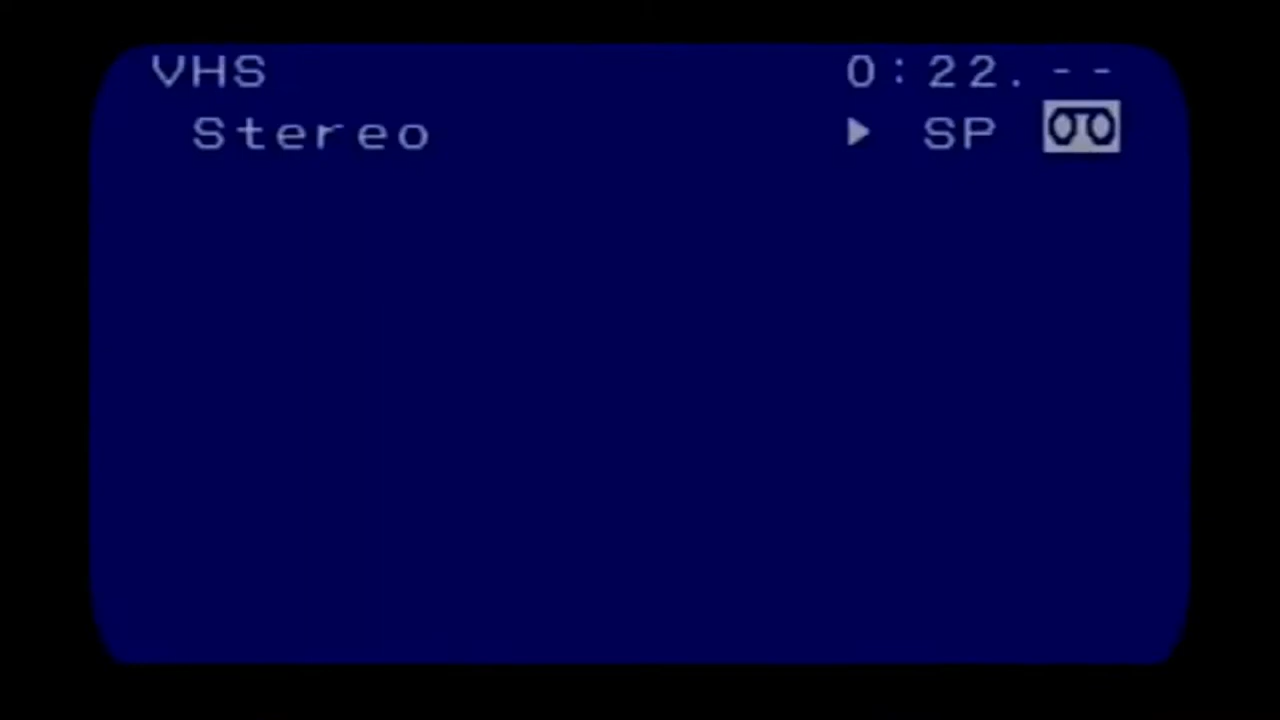 VHS 0:22.--
Stereo ▶ SP